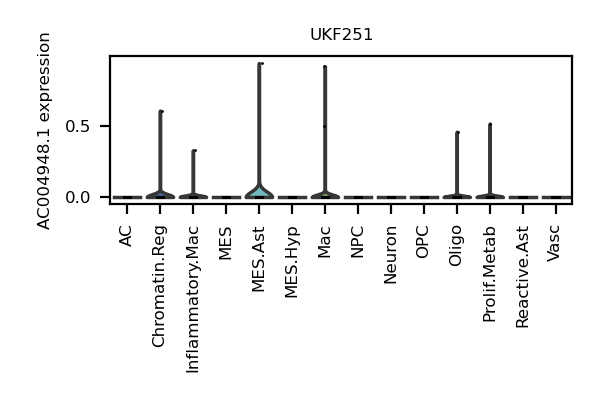 UKF251
AC004948.1 expression
0.5
0.0
AC
Chromatin.Reg
Inflammatory.Mac
MES
MES.Ast
MES.Hyp
Mac
NPC
Neuron
OPC
Oligo
Prolif.Metab
Reactive.Ast
Vasc